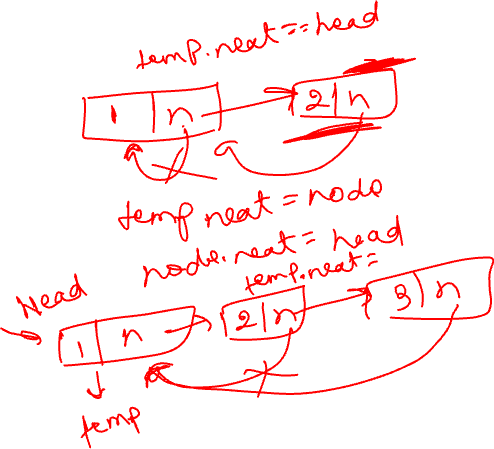 temp.next==head
1 n 2 n
temp next=node
node.next=head
temp.next=
Head
1 n 2 n 3 n
temp